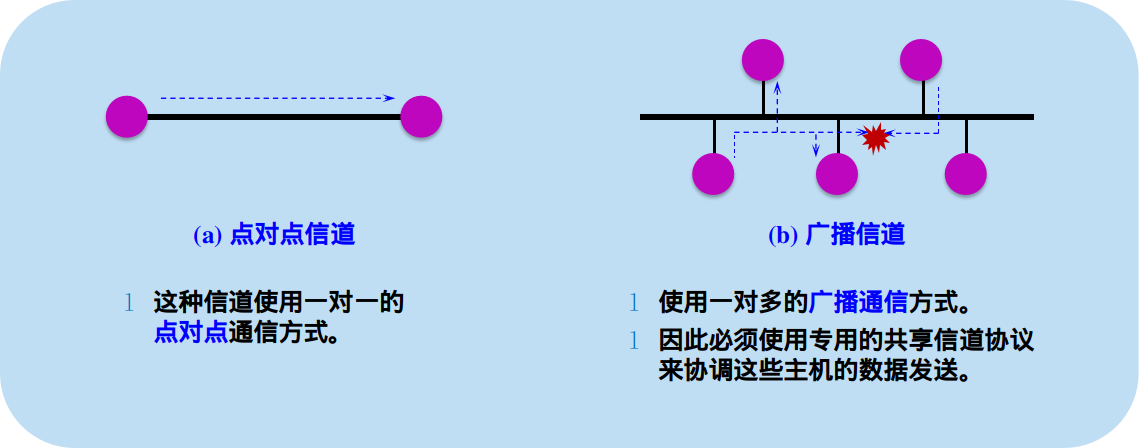 (a) 点对点信道
l 这种信道使用一对一的
点对点通信方式。
(b) 广播信道
l 使用一对多的广播通信方式。
l 因此必须使用专用的共享信道协议
来协调这些主机的数据发送。